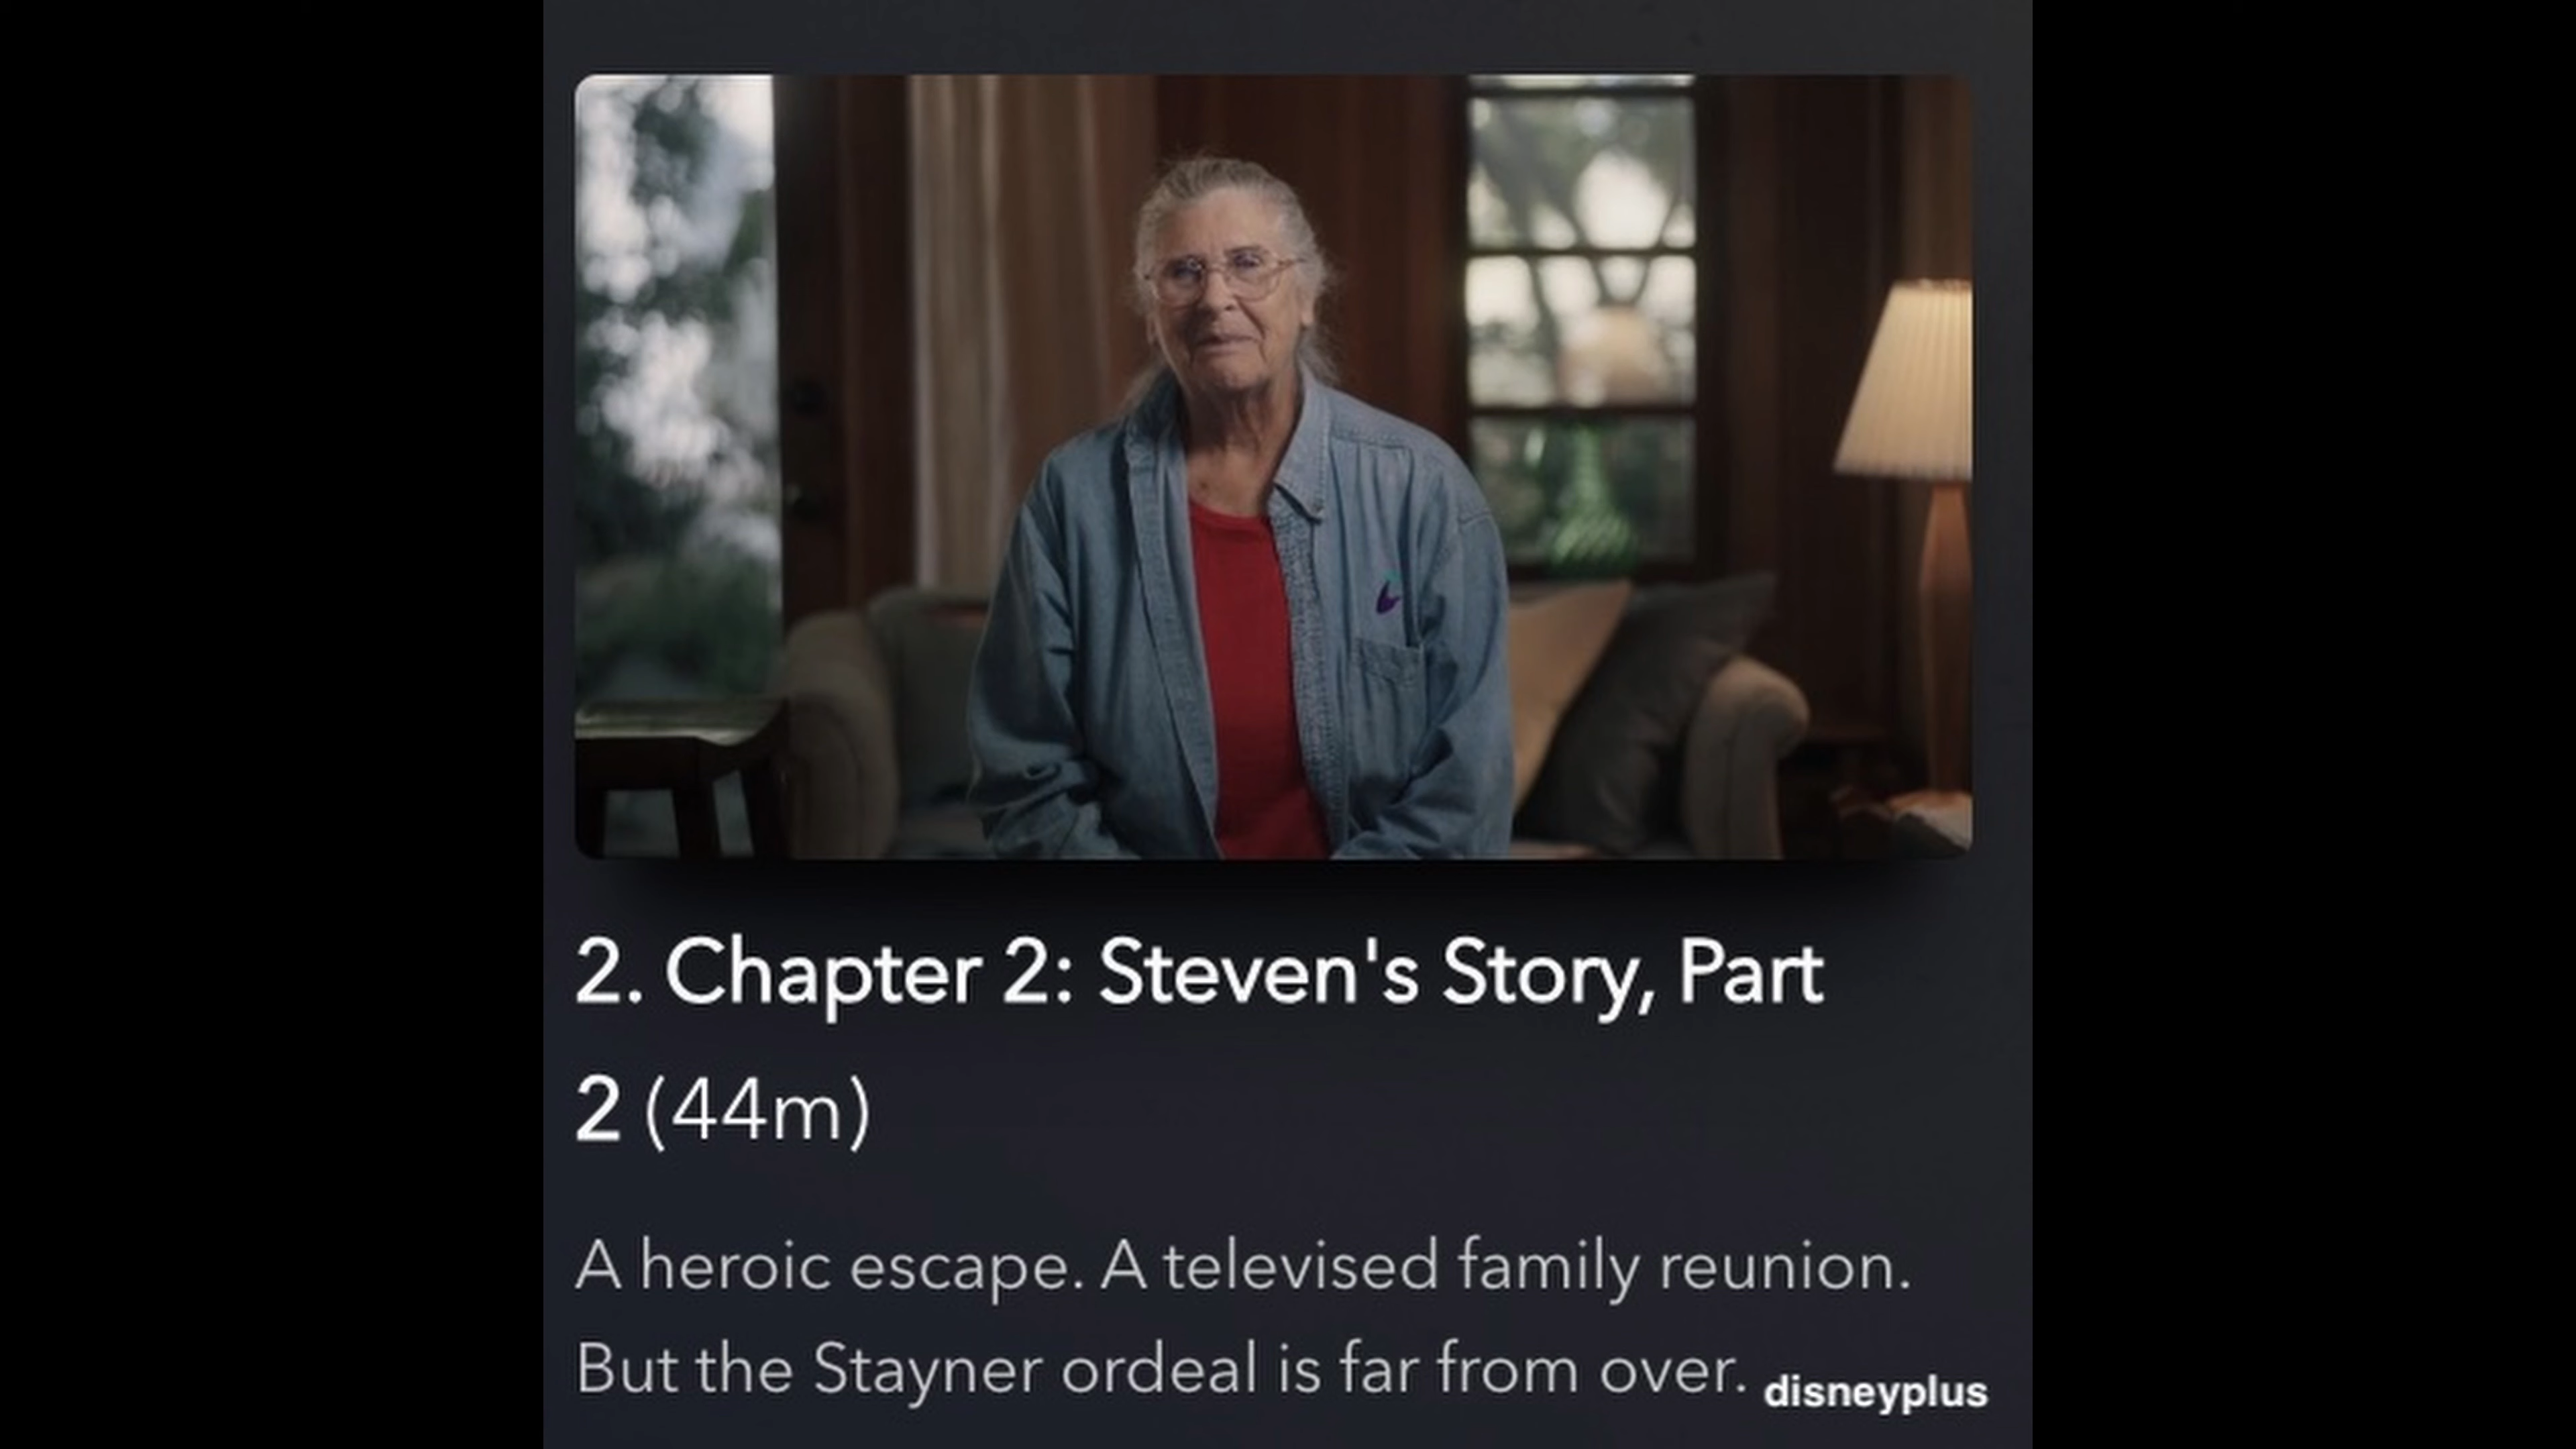 2. Chapter 2: Steven's Story, Part
2 (44m)
A heroic escape. A televised family reunion.
But the Stayner ordeal is far from over.
disneyplus